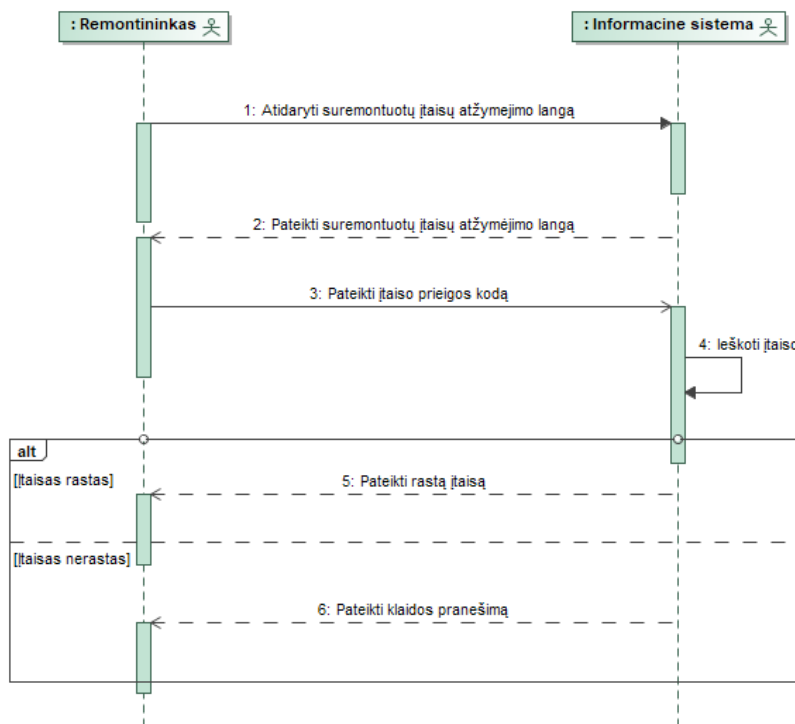 : Remontininkas
: Informacine sistema
1: Atidaryti suremontuotų įtaisų atžymejimo langą
2: Pateikti suremontuotų įtaisų atžymėjimo langą
3: Pateikti įtaiso prieigos kodą
4: Ieškoti įtaiso
alt
[Įtaisas rastas]
5: Pateikti rastą įtaisą
[Įtaisas nerastas]
6: Pateikti klaidos pranešimą